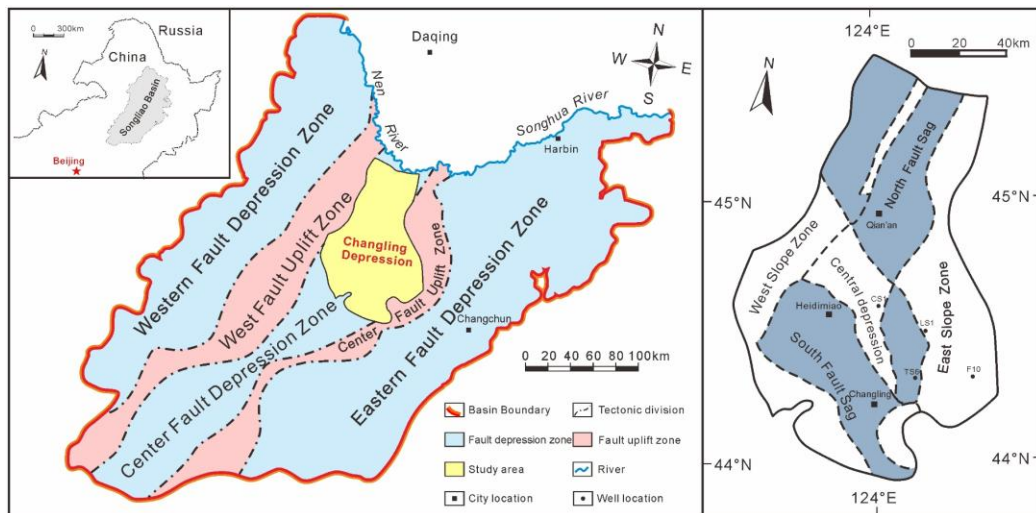 0 300km
Russia
China
N
Songliao Basin
Beijing
Daqing
N
W
E
S
Nen
River
Songhua River
Harbin
Western Fault Depression Zone
West Fault Uplift Zone
Changling
Depression
Center Fault Uplift Zone
Center Fault Depression Zone
Eastern Fault Depression Zone
Changchun
0 20 40 60 80 100km
Basin Boundary
Tectonic division
Fault depression zone
Fault uplift zone
Study area
River
City location
Well location
124°E
0 20 40km
N
45°N
45°N
North Fault Sag
Qian'an
West Slope Zone
Central depression
CS1
Heidimiao
LS1
East Slope Zone
South Fault Sag
TS6
F10
Changling
44°N
44°N
124°E